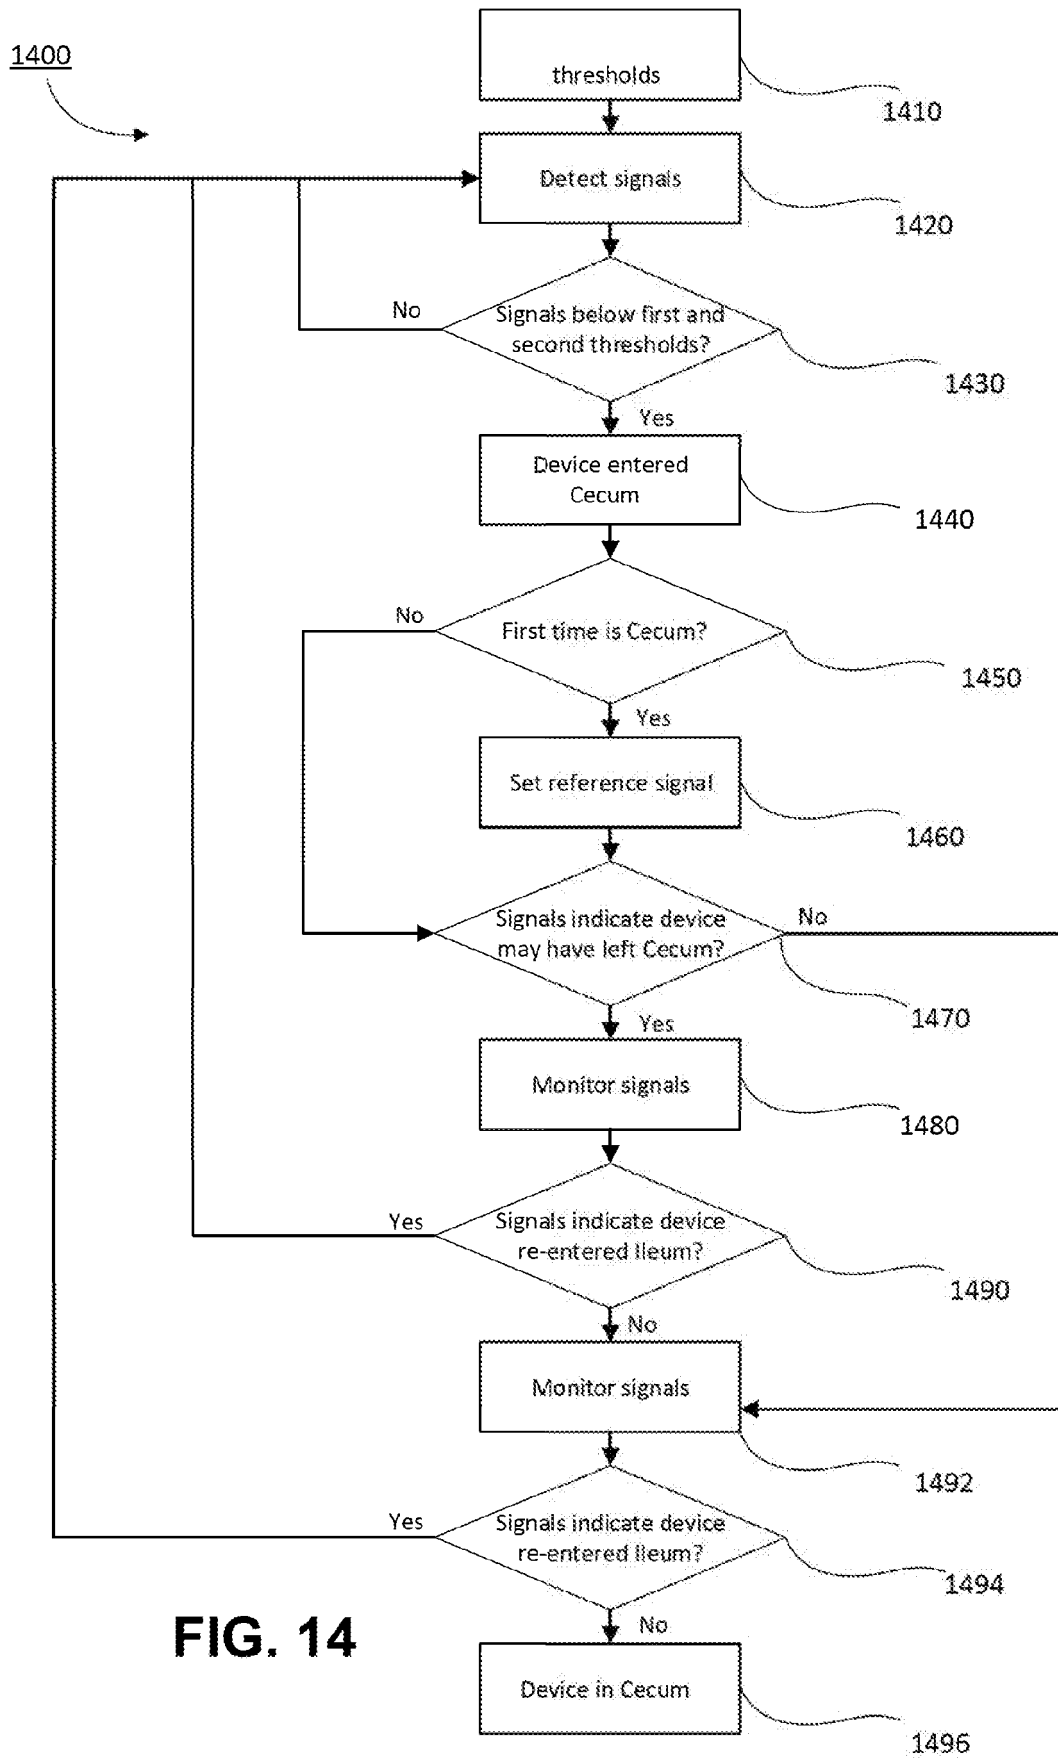 1400
thresholds
1410
Detect signals
1420
Signals below first and
second thresholds?
No
1430
Yes
Device entered
Cecum
1440
No
First time is Cecum?
1450
Yes
Set reference signal
1460
Signals indicate device
may have left Cecum?
No
1470
Yes
Monitor signals
1480
Yes
Signals indicate device
re-entered Ileum?
1490
No
Monitor signals
1492
Yes
Signals indicate device
re-entered Ileum?
1494
No
FIG. 14
Device in Cecum
1496